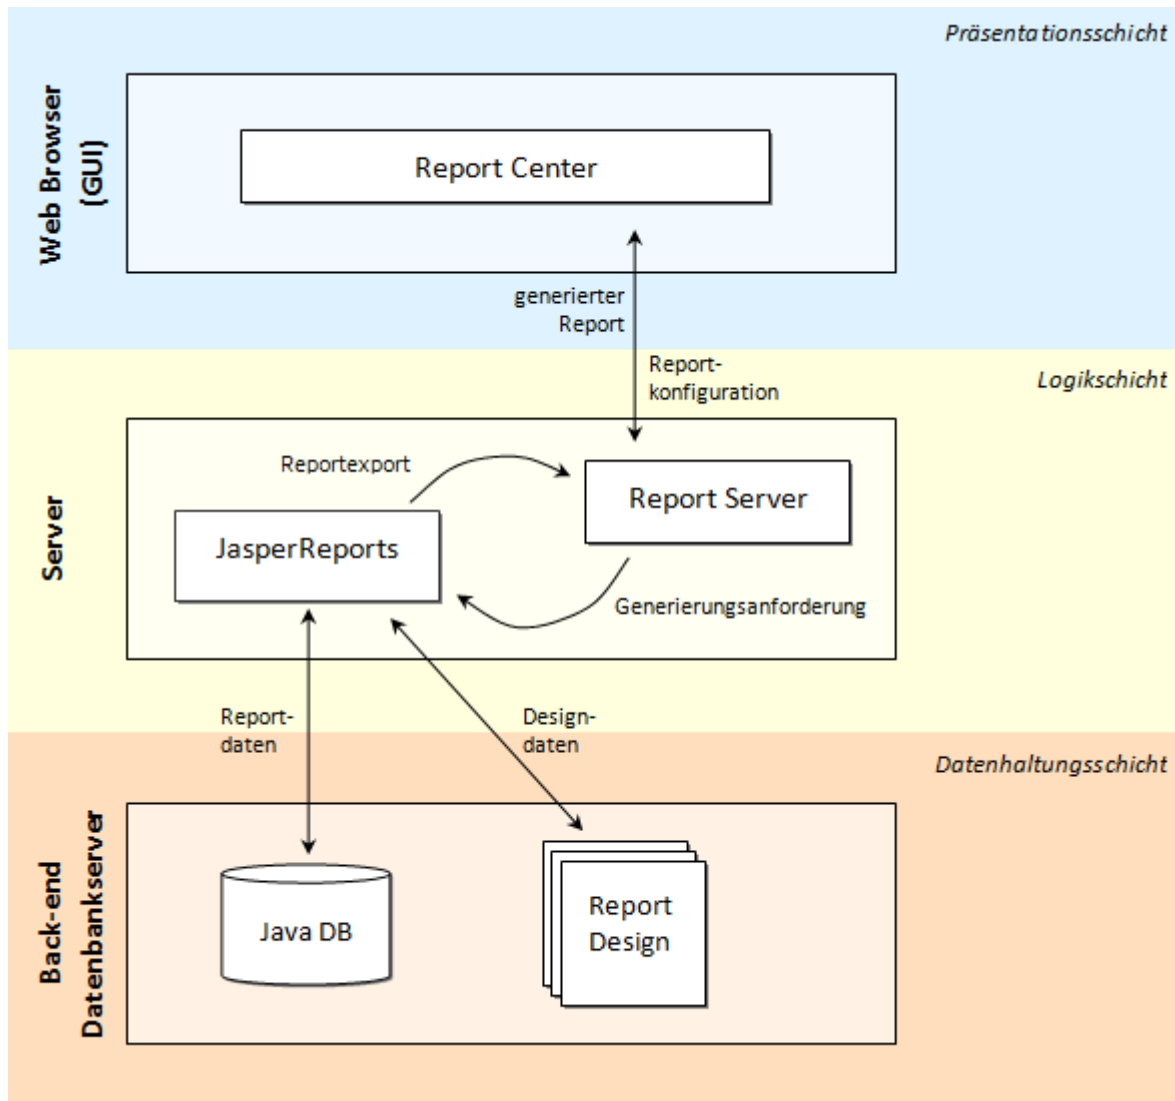 Präsentationsschicht
Web Browser
(GUI)
Report Center
generierter
Report
Report-
konfiguration
Logikschicht
Server
Reportexport
Report Server
JasperReports
Generierungsanforderung
Report-
daten
Design-
daten
Datenhaltungsschicht
Back-end
Datenbankserver
Java DB
Report
Design